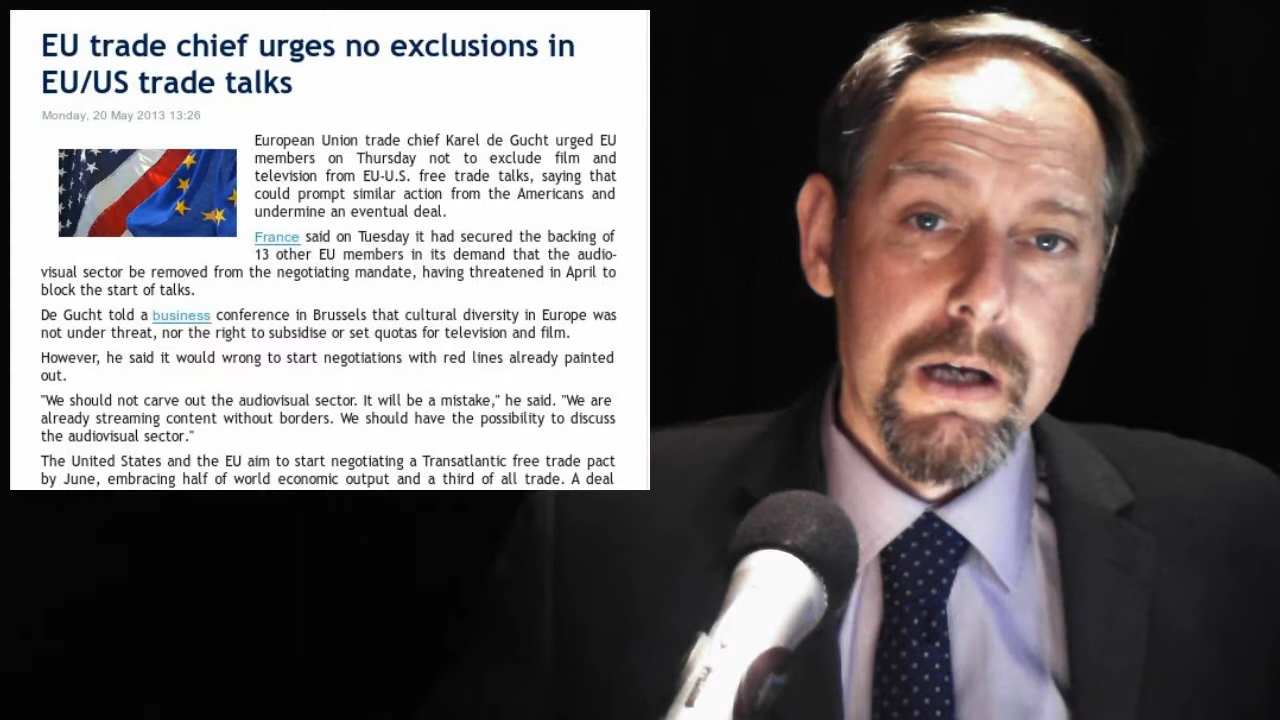 EU trade chief urges no exclusions in
EU/US trade talks
Monday, 20 May 2013 13:26
European Union trade chief Karel de Gucht urged EU
members on Thursday not to exclude film and
television from EU-U.S. free trade talks, saying that
could prompt similar action from the Americans and
undermine an eventual deal.
France said on Tuesday it had secured the backing of
13 other EU members in its demand that the audio-
visual sector be removed from the negotiating mandate, having threatened in April to
block the start of talks.
De Gucht told a business conference in Brussels that cultural diversity in Europe was
not under threat, nor the right to subsidise or set quotas for television and film.
However, he said it would wrong to start negotiations with red lines already painted
out.
"We should not carve out the audiovisual sector. It will be a mistake," he said. "We are
already streaming content without borders. We should have the possibility to discuss
the audiovisual sector."
The United States and the EU aim to start negotiating a Transatlantic free trade pact
by June, embracing half of world economic output and a third of all trade. A deal